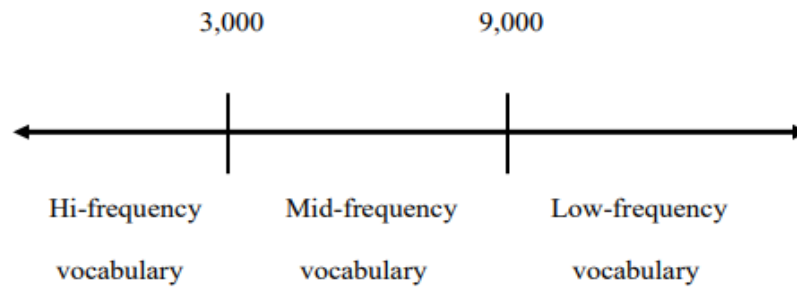 3,000 9,000
Hi-frequency Mid-frequency Low-frequency
vocabulary vocabulary vocabulary